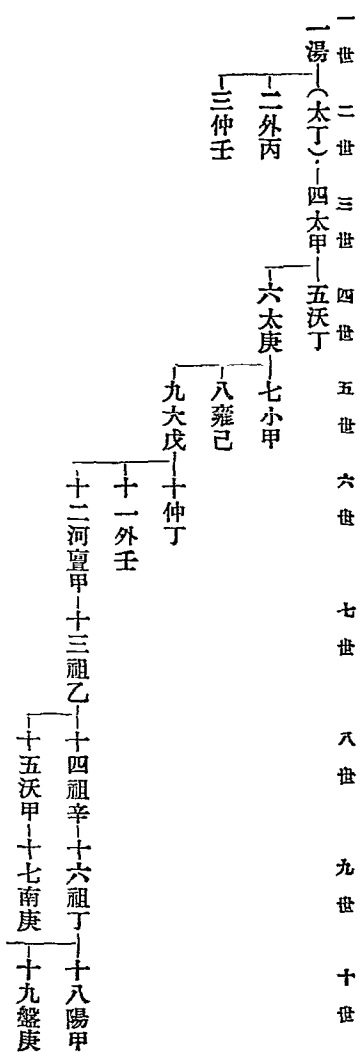 一世 二世 三世 四世 五世 六世 七世 八世 九世 十世
一湯—(太丁)—四太甲—五沃丁
二外丙
三仲壬
六太庚—七小甲
八雍己
九大戊—十仲丁
十一外壬
十二河亶甲—十三祖乙—十四祖辛—十六祖丁—十八陽甲
十五沃甲—十七南庚
十九盤庚